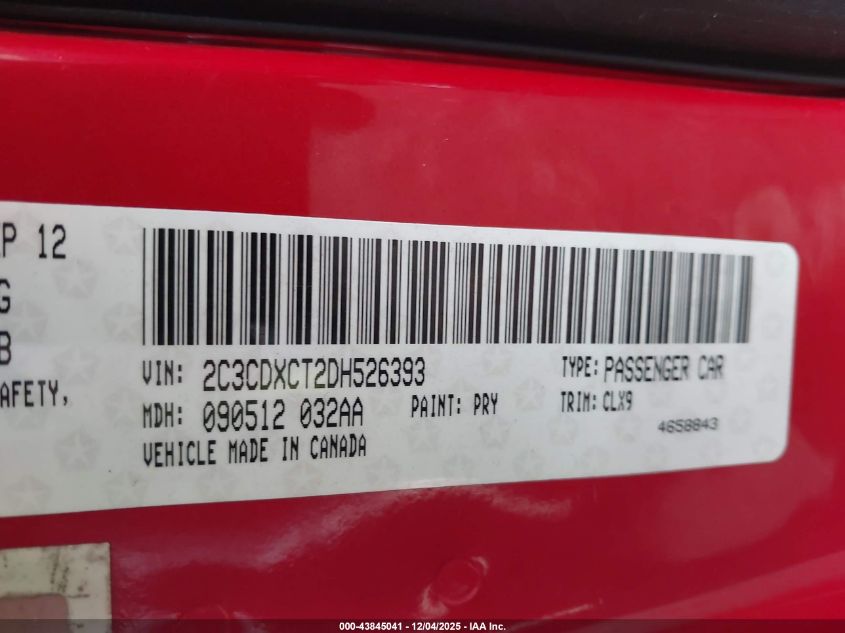 P 12
G
B
AFETY,
VIN: 2C3CDXCT2DH526393
TYPE: PASSENGER CAR
MDH: 090512 032AA
PAINT: PRY
TRIM: CLX9
VEHICLE MADE IN CANADA
4658843
000-43845041 - 12/04/2025 - IAA Inc.